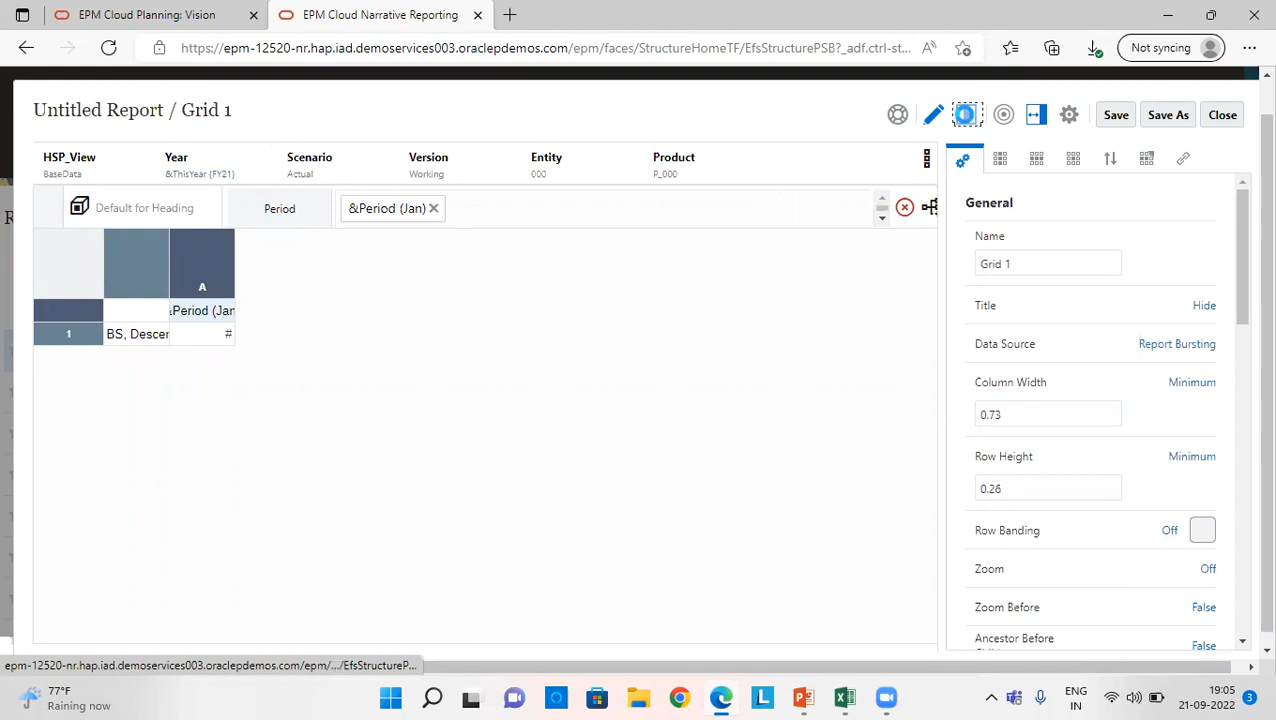 EPM Cloud Planning: Vision
EPM Cloud Narrative Reporting
https://epm-12520-nr.hap.iad.demoservices003.oraclepdemos.com/epm/faces/StructureHomeTF/EfsStructurePSB?_adf.ctrl-st...
Not syncing
Untitled Report / Grid 1
Save
Save As
Close
HSP_View
Year
Scenario
Version
Entity
Product
BaseData
&ThisYear (FY21)
Actual
Working
000
P_000
Default for Heading
Period
&Period (Jan)
A
&Period (Jan
1
BS, Descer
#
General
Name
Grid 1
Title
Hide
Data Source
Report Bursting
Column Width
Minimum
0.73
Row Height
Minimum
0.26
Row Banding
Off
Zoom
Off
Zoom Before
False
Ancestor Before
False
epm-12520-nr.hap.iad.demoservices003.oraclepdemos.com/epm/.../EfsStructureP...
77°F
Raining now
ENG
IN
19:05
21-09-2022
3